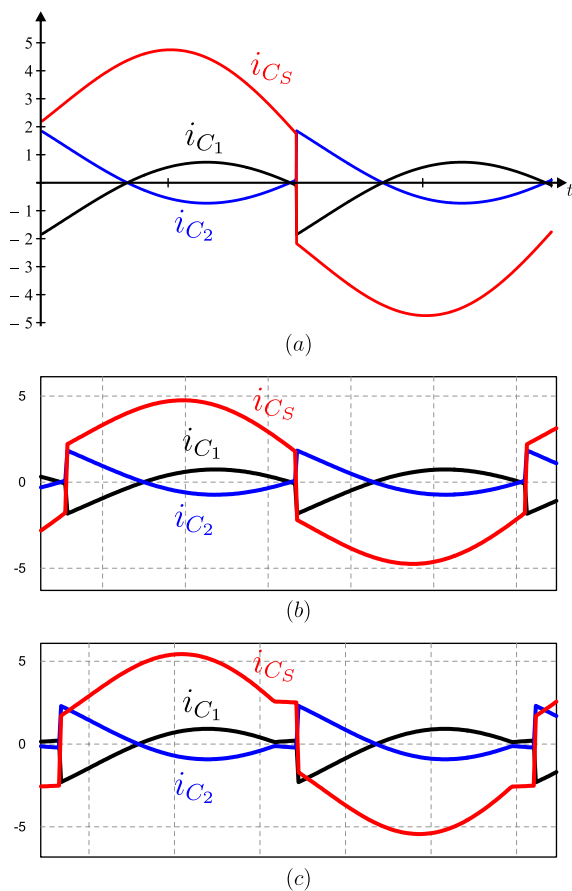 5
4
i_{C_S}
3
2
i_{C_1}
1
t
– 1
i_{C_2}
– 2
– 3
– 4
– 5
(a)
5
i_{C_S}
i_{C_1}
0
i_{C_2}
-5
(b)
5
i_{C_S}
i_{C_1}
0
i_{C_2}
-5
(c)